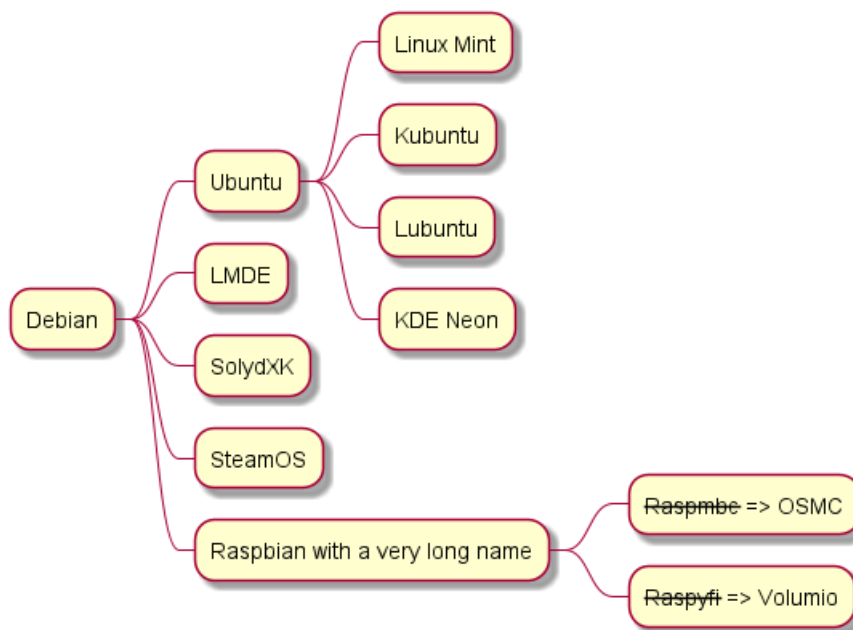 Debian
Ubuntu
Linux Mint
Kubuntu
Lubuntu
KDE Neon
LMDE
SolydXK
SteamOS
Raspbian with a very long name
Raspmbc => OSMC
Raspyfi => Volumio